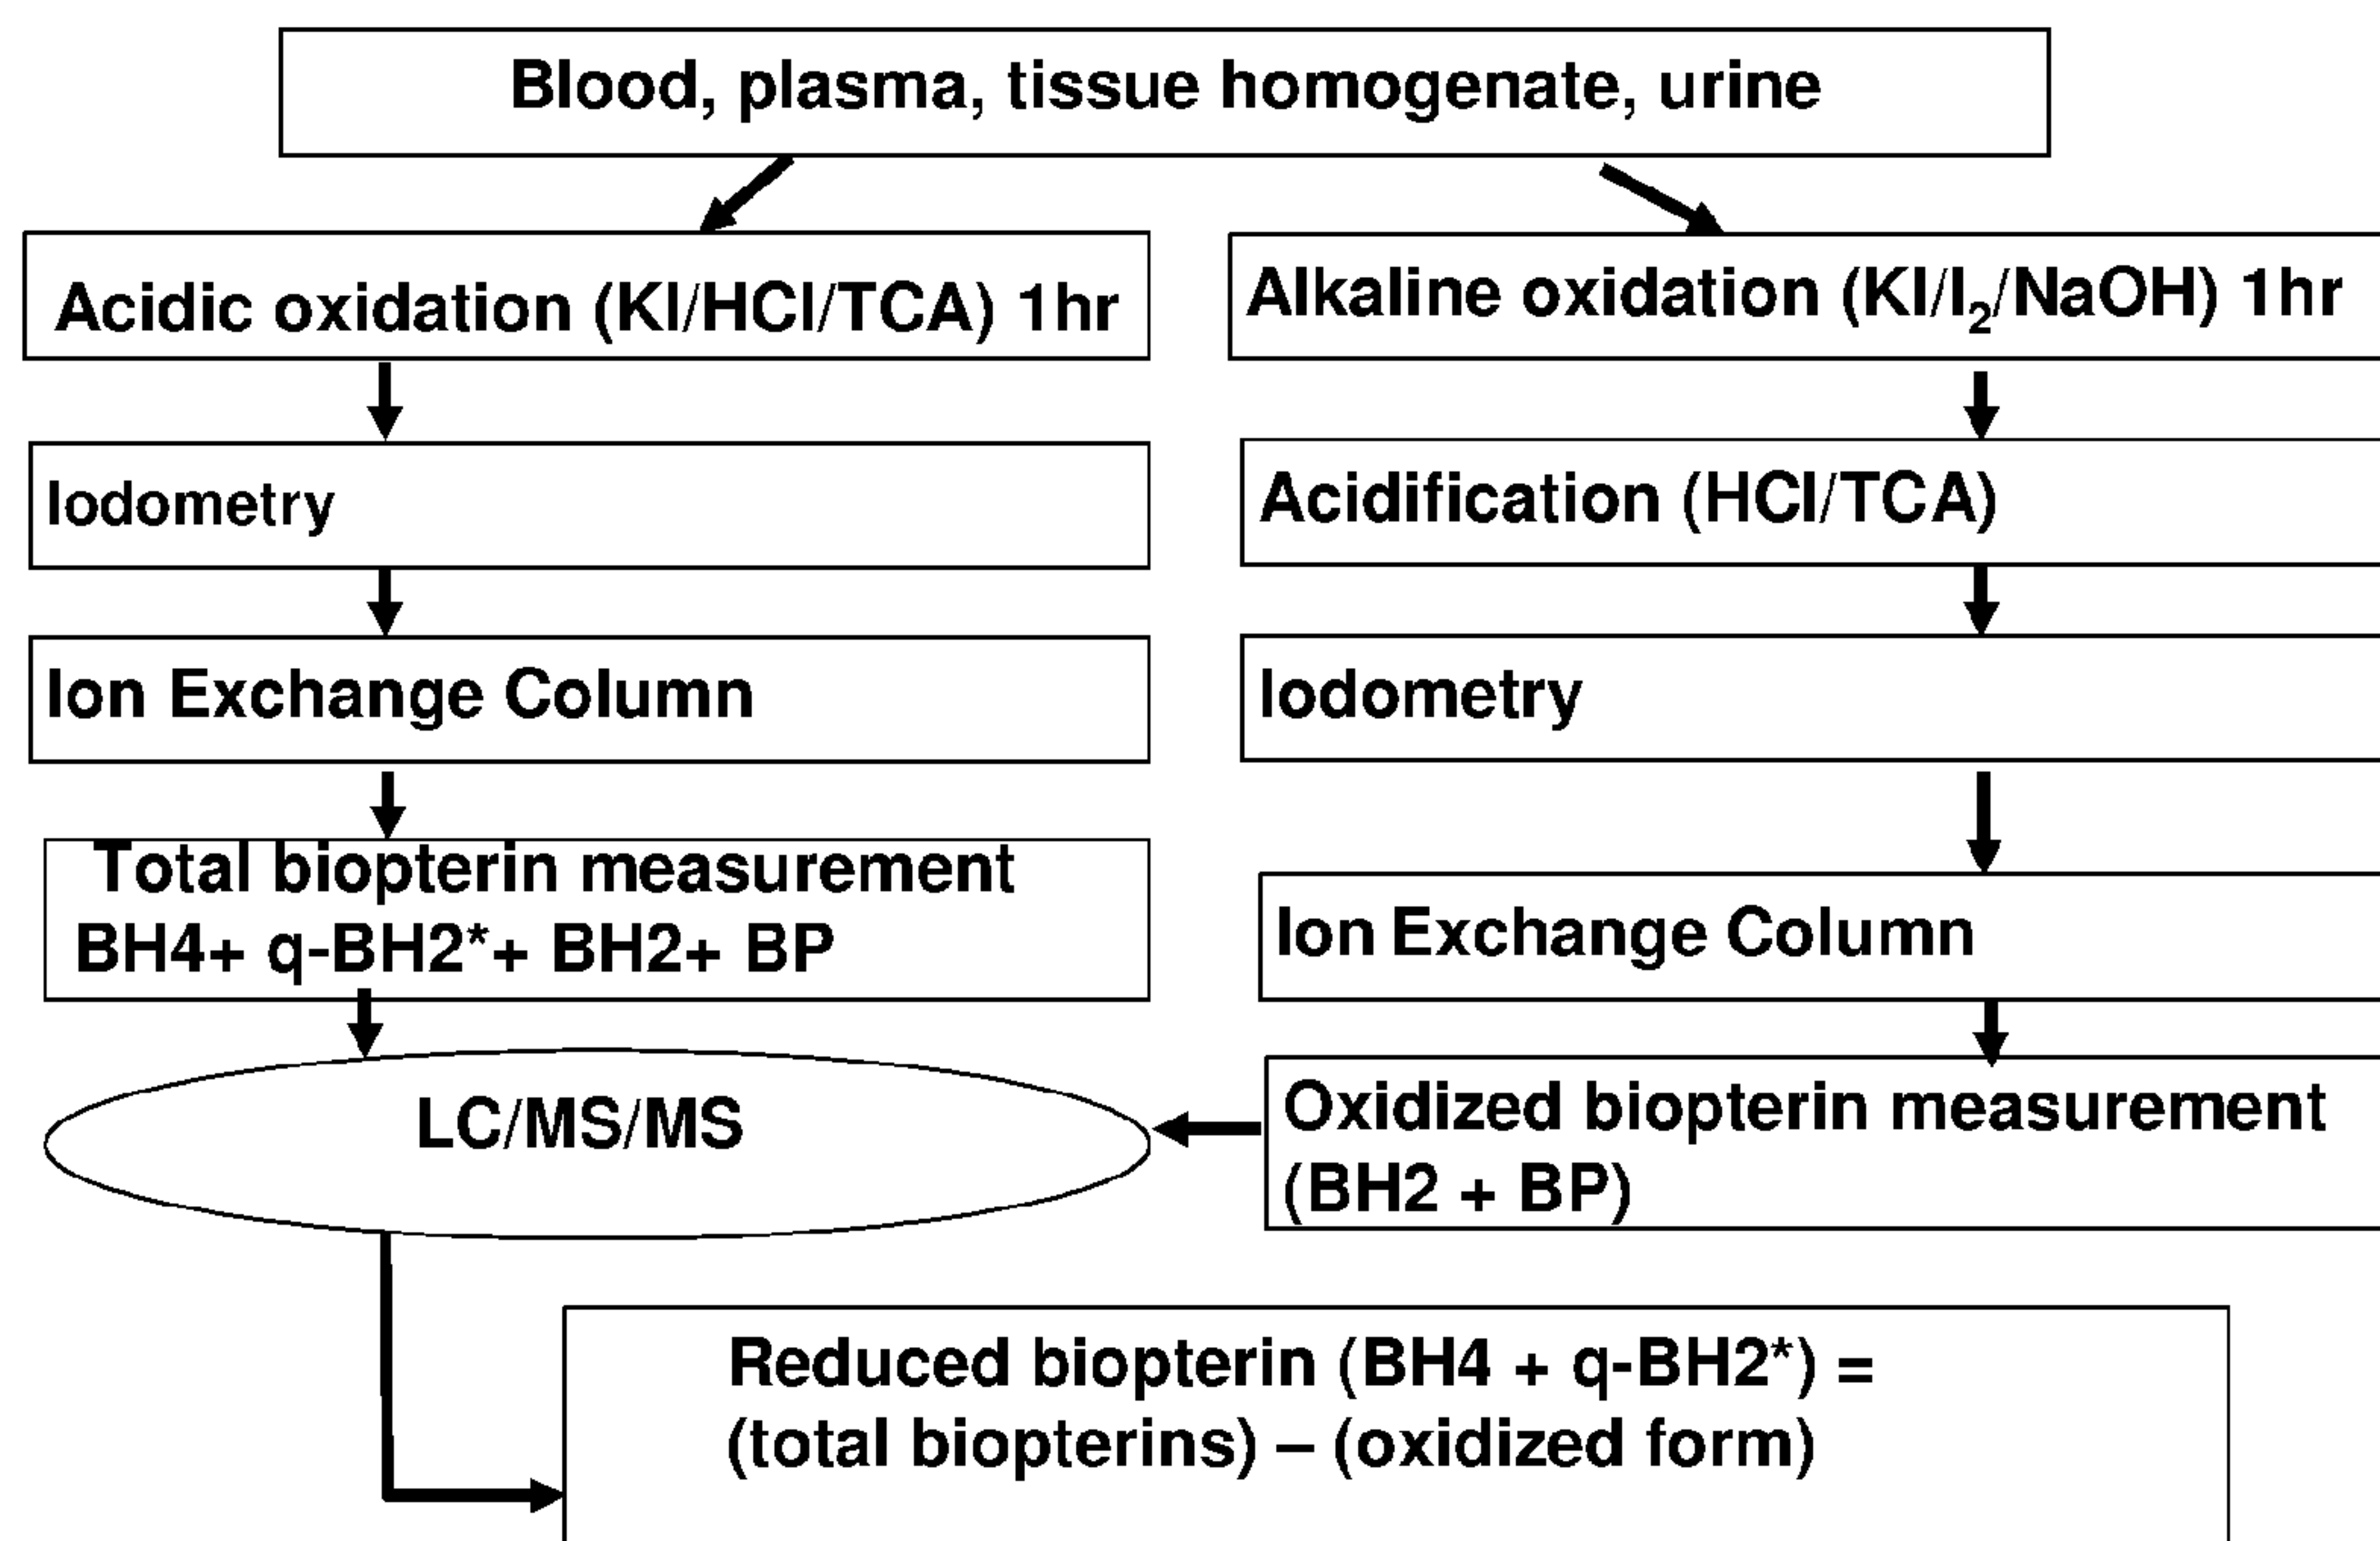 Blood, plasma, tissue homogenate, urine
Acidic oxidation (KI/HCl/TCA) 1hr
Alkaline oxidation (KI/I₂/NaOH) 1hr
Iodometry
Acidification (HCl/TCA)
Ion Exchange Column
Iodometry
Total biopterin measurement
BH4+ q-BH2*+ BH2+ BP
Ion Exchange Column
LC/MS/MS
Oxidized biopterin measurement
(BH2 + BP)
Reduced biopterin (BH4 + q-BH2*) =
(total biopterins) – (oxidized form)